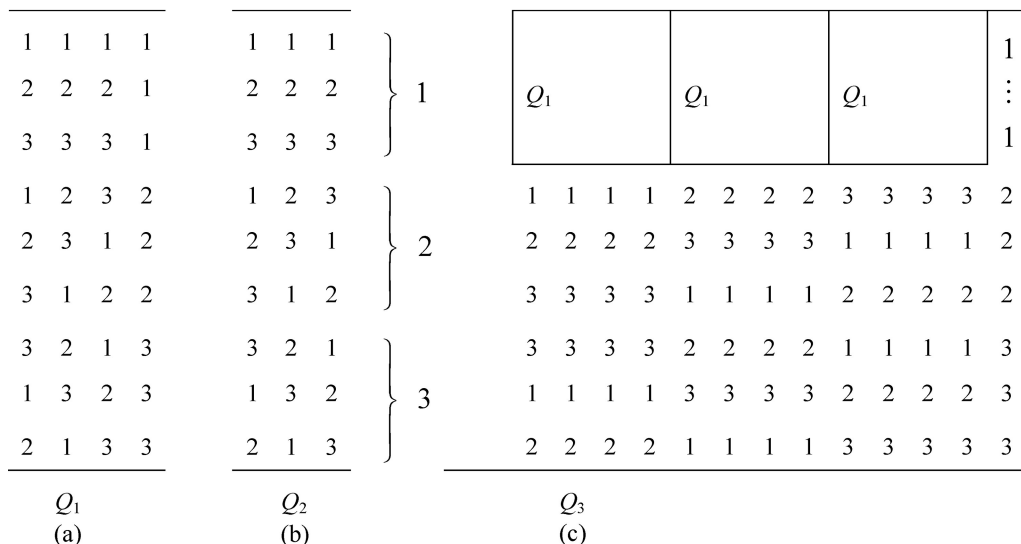 1 1 1 1
2 2 2 1
3 3 3 1
1 2 3 2
2 3 1 2
3 1 2 2
3 2 1 3
1 3 2 3
2 1 3 3
Q1
(a)
1 1 1
2 2 2
3 3 3
1
1 2 3
2 3 1
3 1 2
2
3 2 1
1 3 2
2 1 3
3
Q2
(b)
1
Q1 Q1 Q1 ⋮
1
1 1 1 1 2 2 2 2 3 3 3 3 2
2 2 2 2 3 3 3 3 1 1 1 1 2
3 3 3 3 1 1 1 1 2 2 2 2 2
3 3 3 3 2 2 2 2 1 1 1 1 3
1 1 1 1 3 3 3 3 2 2 2 2 3
2 2 2 2 1 1 1 1 3 3 3 3 3
Q3
(c)